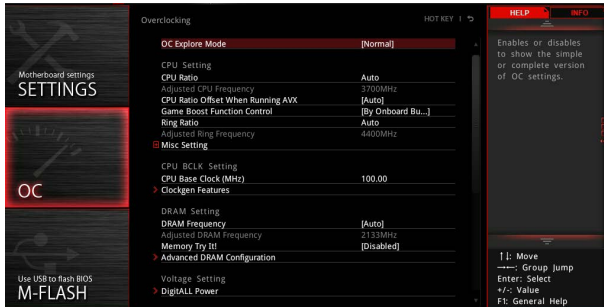 Overclocking
HOT KEY |
HELP
INFO
Motherboard settings
SETTINGS
OC
Use USB to flash BIOS
M-FLASH
OC Explore Mode [Normal]
CPU Setting
CPU Ratio Auto
Adjusted CPU Frequency 3700MHz
CPU Ratio Offset When Running AVX [Auto]
Game Boost Function Control [By Onboard Bu...]
Ring Ratio Auto
Adjusted Ring Frequency 4400MHz
Misc Setting
CPU BCLK Setting
CPU Base Clock (MHz) 100.00
> Clockgen Features
DRAM Setting
DRAM Frequency [Auto]
Adjusted DRAM Frequency 2133MHz
Memory Try It! [Disabled]
> Advanced DRAM Configuration
Voltage Setting
> DigitALL Power
Enables or disables
to show the simple
or complete version
of OC settings.
↑↓: Move
→←: Group Jump
Enter: Select
+/-: Value
F1: General Help